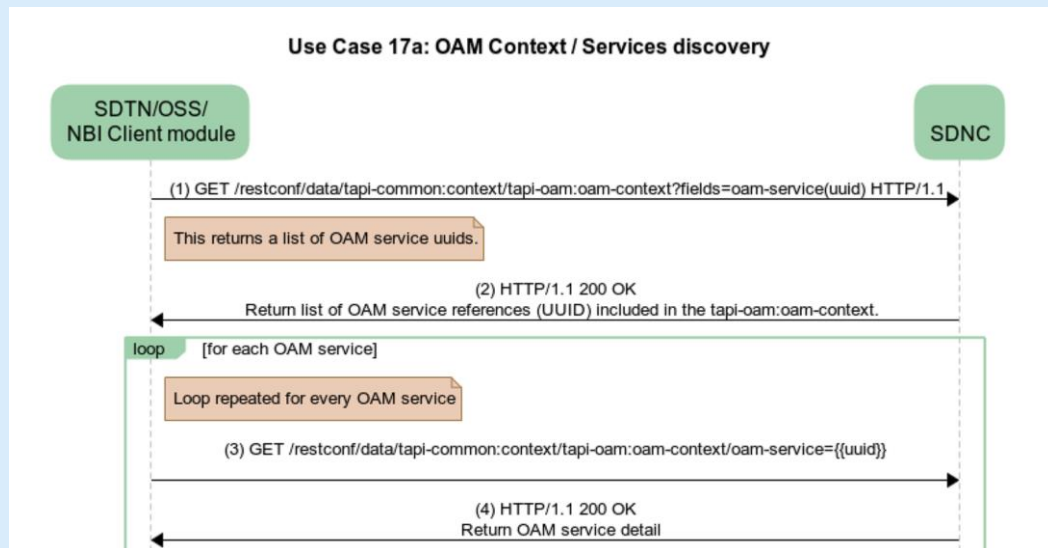 Use Case 17a: OAM Context / Services discovery
SDTN/OSS/
NBI Client module
SDNC
(1) GET /restconf/data/tapi-common:context/tapi-oam:oam-context?fields=oam-service(uuid) HTTP/1.1
This returns a list of OAM service uuids.
(2) HTTP/1.1 200 OK
Return list of OAM service references (UUID) included in the tapi-oam:oam-context.
loop [for each OAM service]
Loop repeated for every OAM service
(3) GET /restconf/data/tapi-common:context/tapi-oam:oam-context/oam-service={{uuid}}
(4) HTTP/1.1 200 OK
Return OAM service detail